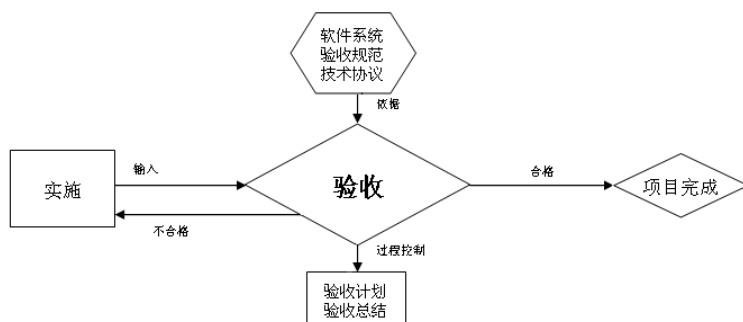 软件系统
验收规范
技术协议
依据
输入
合格
实施
验收
项目完成
不合格
过程控制
验收计划
验收总结